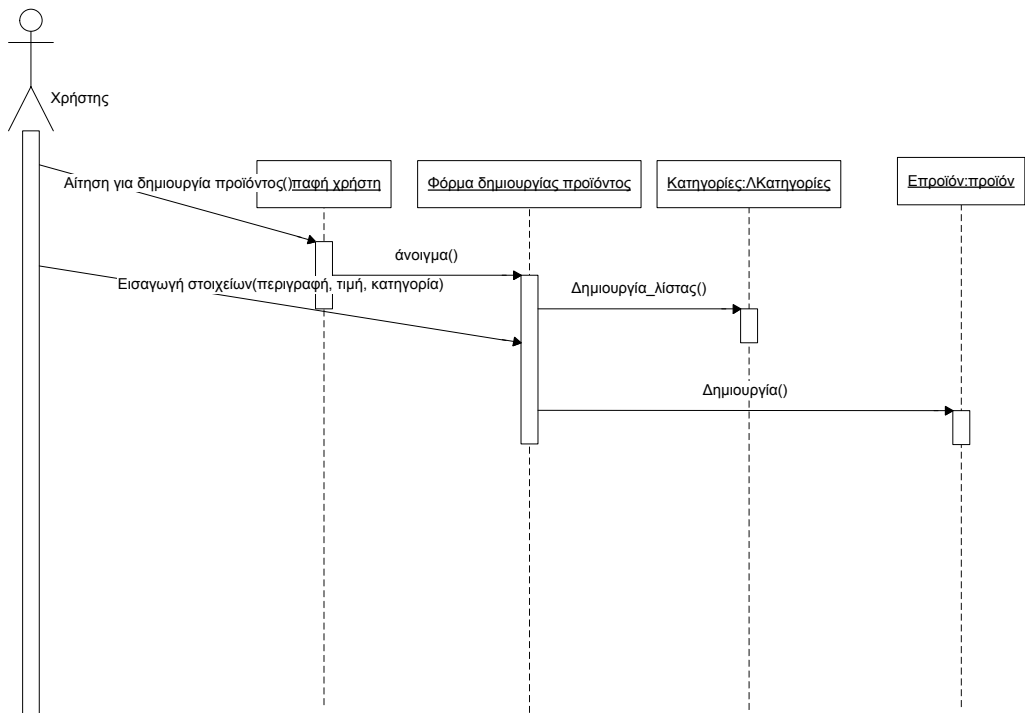 Χρήστης
Αίτηση για δημιουργία προϊόντος()
παφή χρήστη
Φόρμα δημιουργίας προϊόντος
Κατηγορίες:ΛΚατηγορίες
Επροϊόν:προϊόν
άνοιγμα()
Εισαγωγή στοιχείων(περιγραφή, τιμή, κατηγορία)
Δημιουργία_λίστας()
Δημιουργία()